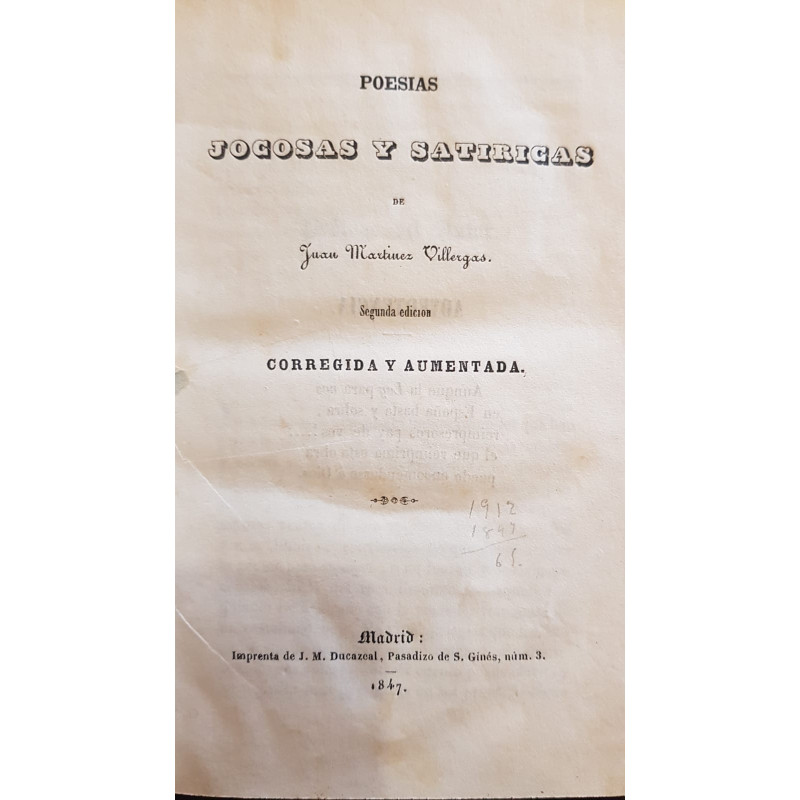 POESIAS
JOCOSAS Y SATIRICAS
DE
Juan Martinez Villergas.
Segunda edicion
CORREGIDA Y AUMENTADA.
1912
1847
65.
Madrid:
Imprenta de J. M. Ducazcal, Pasadizo de S. Ginés, núm. 3.
1847.